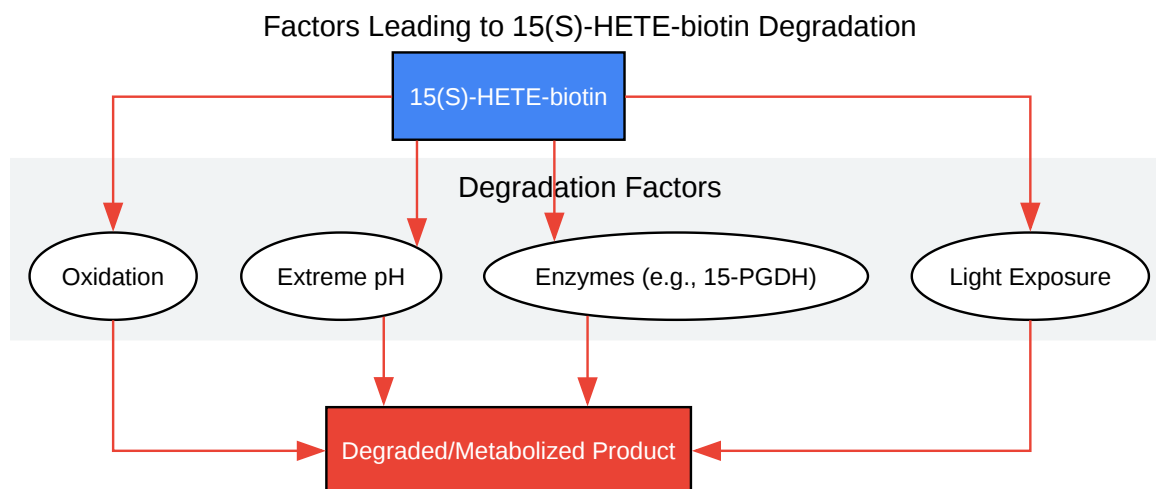 Factors Leading to 15(S)-HETE-biotin Degradation
15(S)-HETE-biotin
Degradation Factors
Oxidation
Extreme pH
Enzymes (e.g., 15-PGDH)
Light Exposure
Degraded/Metabolized Product